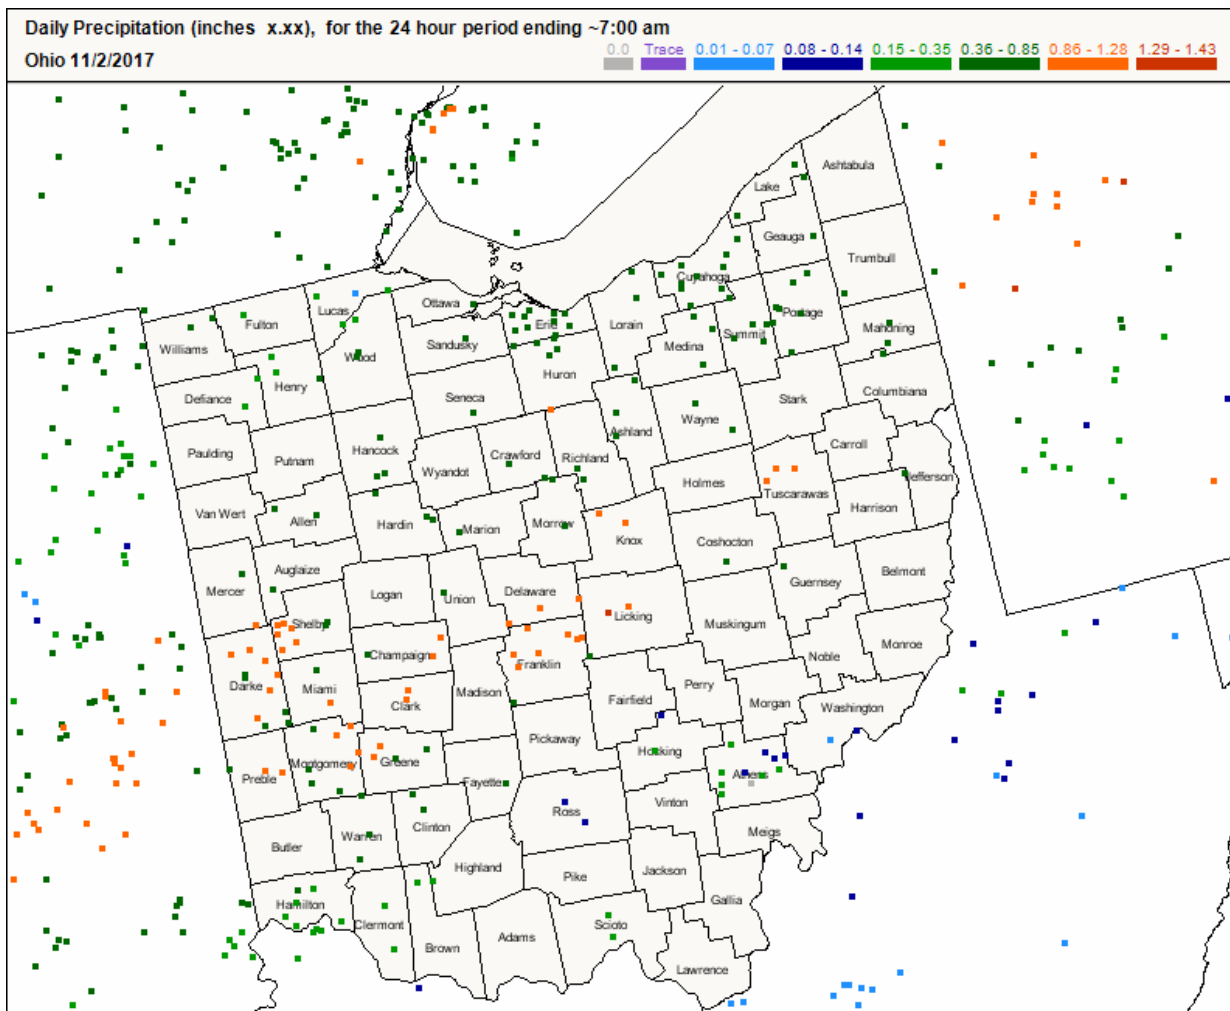 Daily Precipitation (inches x.xx), for the 24 hour period ending ~7:00 am
Ohio 11/2/2017
0.0 Trace 0.01 - 0.07 0.08 - 0.14 0.15 - 0.35 0.36 - 0.85 0.86 - 1.28 1.29 - 1.43
Ashtabula
Lake
Geauga
Trumbull
Cuyahoga
Ottawa
Lucas
Fulton
Erie
Lorain
Portage
Mahoning
Summit
Williams
Wood
Sandusky
Medina
Huron
Henry
Defiance
Seneca
Stark
Columbiana
Wayne
Ashland
Carroll
Paulding
Putnam
Hancock
Wyandot
Crawford
Richland
Holmes
Tuscarawas
Jefferson
Harrison
Van Wert
Allen
Hardin
Marion
Morrow
Knox
Coshocton
Auglaize
Mercer
Logan
Union
Delaware
Guernsey
Belmont
Shelby
Licking
Muskingum
Champaign
Franklin
Noble
Monroe
Darke
Miami
Clark
Madison
Fairfield
Perry
Morgan
Washington
Pickaway
Hocking
Preble
Montgomery
Greene
Fayette
Athens
Vinton
Ross
Butler
Warren
Clinton
Meigs
Highland
Pike
Jackson
Gallia
Hamilton
Clermont
Brown
Adams
Scioto
Lawrence